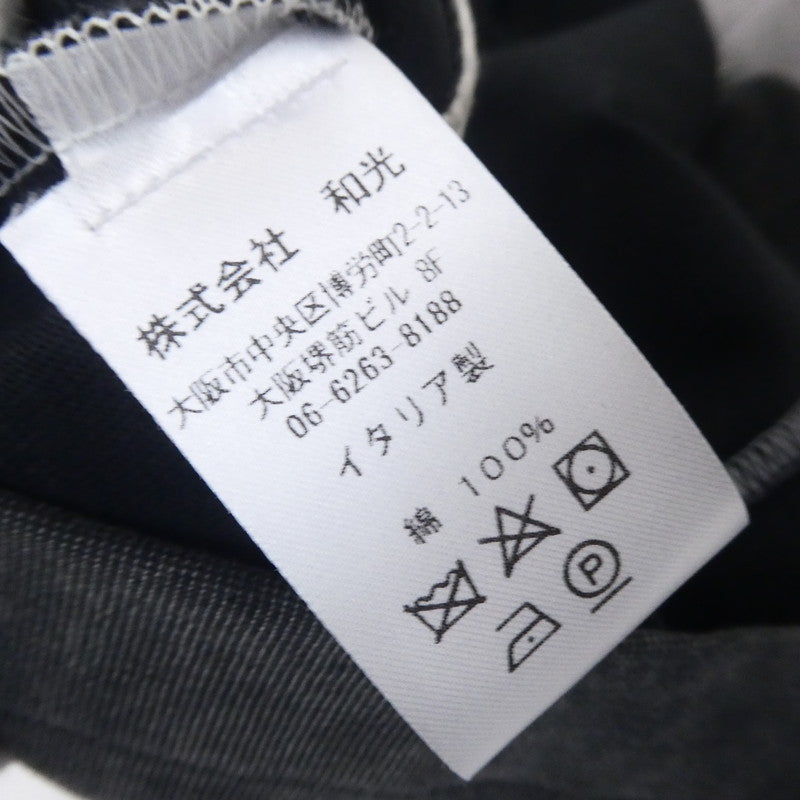 株式会社　和光
大阪市中央区博労町2-2-13
大阪堺筋ビル 8F
06-6263-8188
イタリア製
綿 100%
P